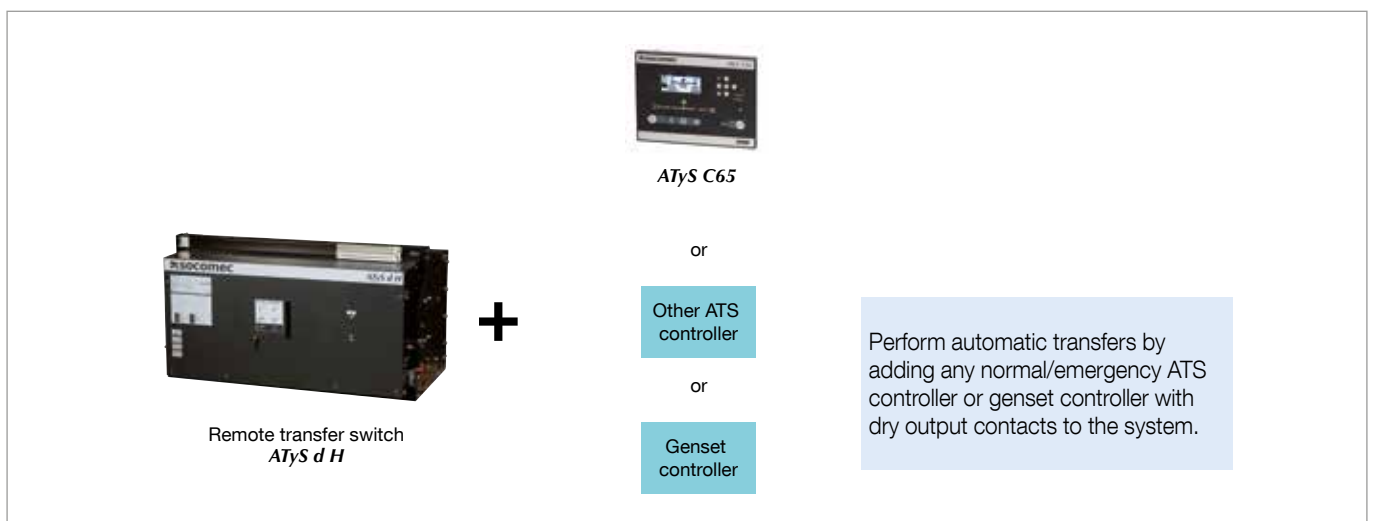 socomec
ATyS d H
ATyS C65
or
Other ATS
controller
or
Genset
controller
Remote transfer switch
ATyS d H
Perform automatic transfers by
adding any normal/emergency ATS
controller or genset controller with
dry output contacts to the system.